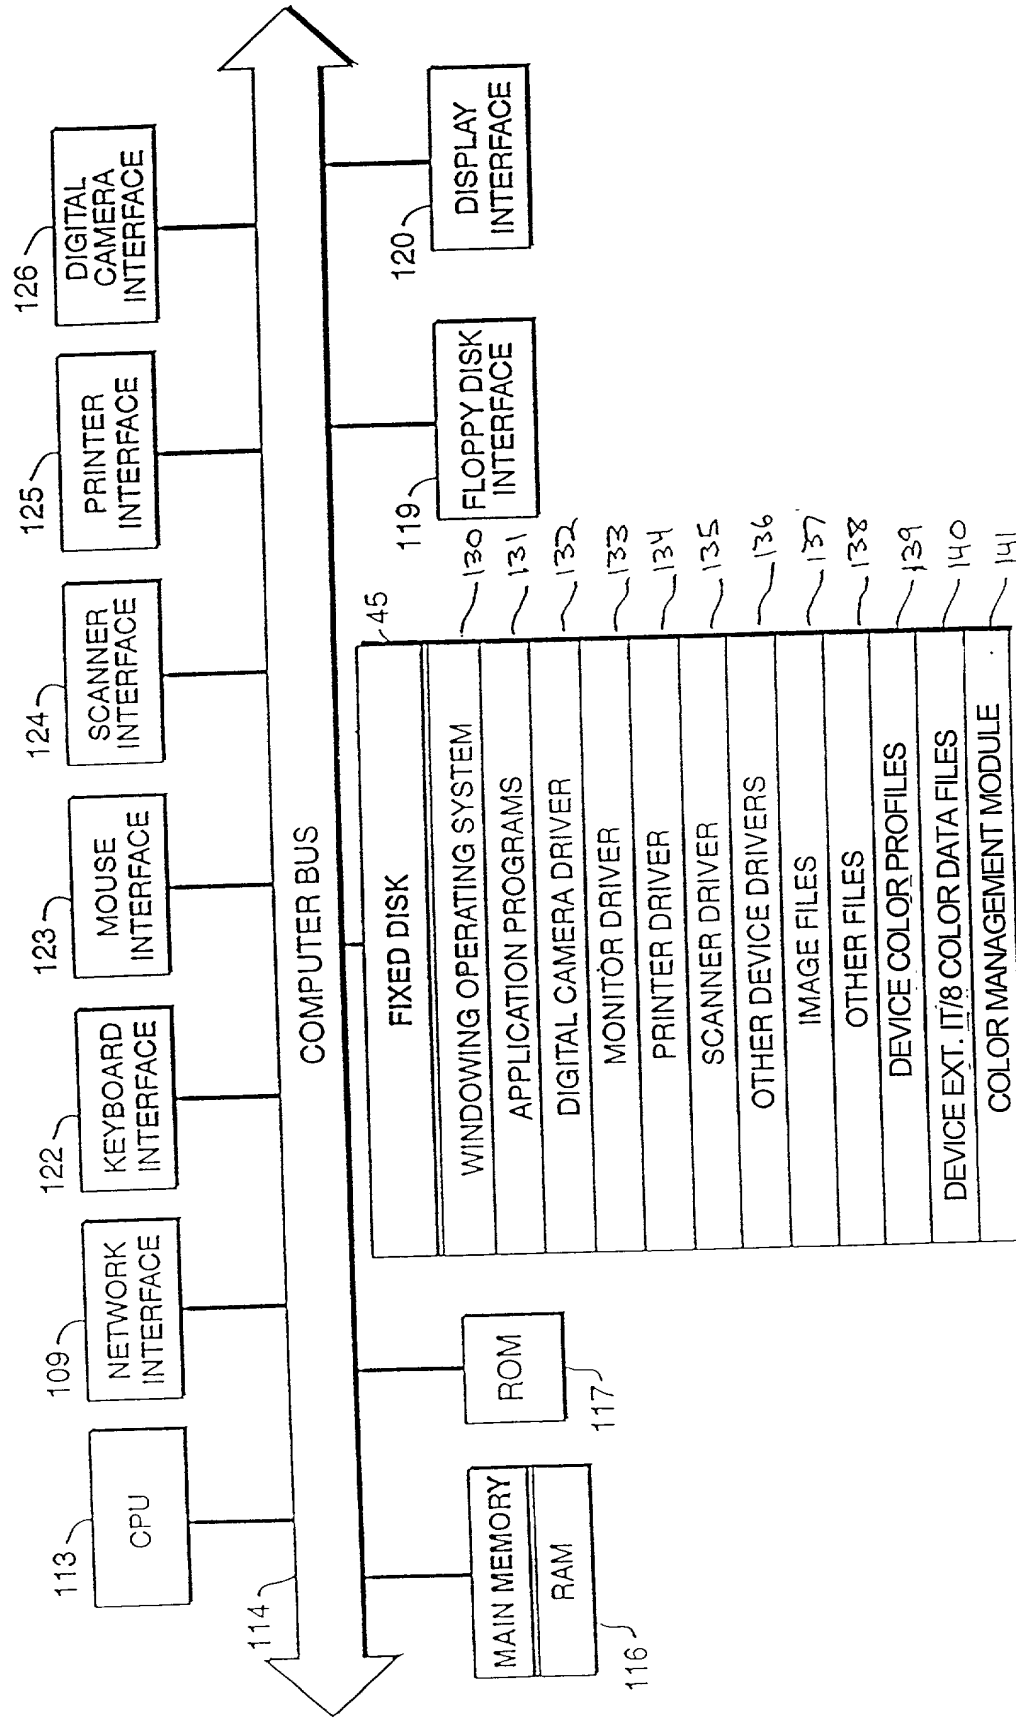 113
CPU
109
NETWORK
INTERFACE
122
KEYBOARD
INTERFACE
123
MOUSE
INTERFACE
124
SCANNER
INTERFACE
125
PRINTER
INTERFACE
126
DIGITAL
CAMERA
INTERFACE
114
COMPUTER BUS
MAIN MEMORY
RAM
116
ROM
117
FIXED DISK
45
WINDOWING OPERATING SYSTEM
130
APPLICATION PROGRAMS
131
DIGITAL CAMERA DRIVER
132
MONITOR DRIVER
133
PRINTER DRIVER
134
SCANNER DRIVER
135
OTHER DEVICE DRIVERS
136
IMAGE FILES
137
OTHER FILES
138
DEVICE COLOR PROFILES
139
DEVICE EXT. IT/8 COLOR DATA FILES
140
COLOR MANAGEMENT MODULE
141
119
FLOPPY DISK
INTERFACE
120
DISPLAY
INTERFACE